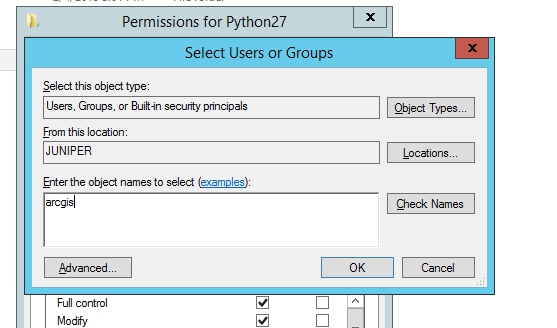 Permissions for Python27
x
Select Users or Groups
x
Select this object type:
Users, Groups, or Built-in security principals
Object Types...
From this location:
JUNIPER
Locations...
Enter the object names to select (examples):
arcgis
Check Names
Advanced...
OK
Cancel
Full control
Modify